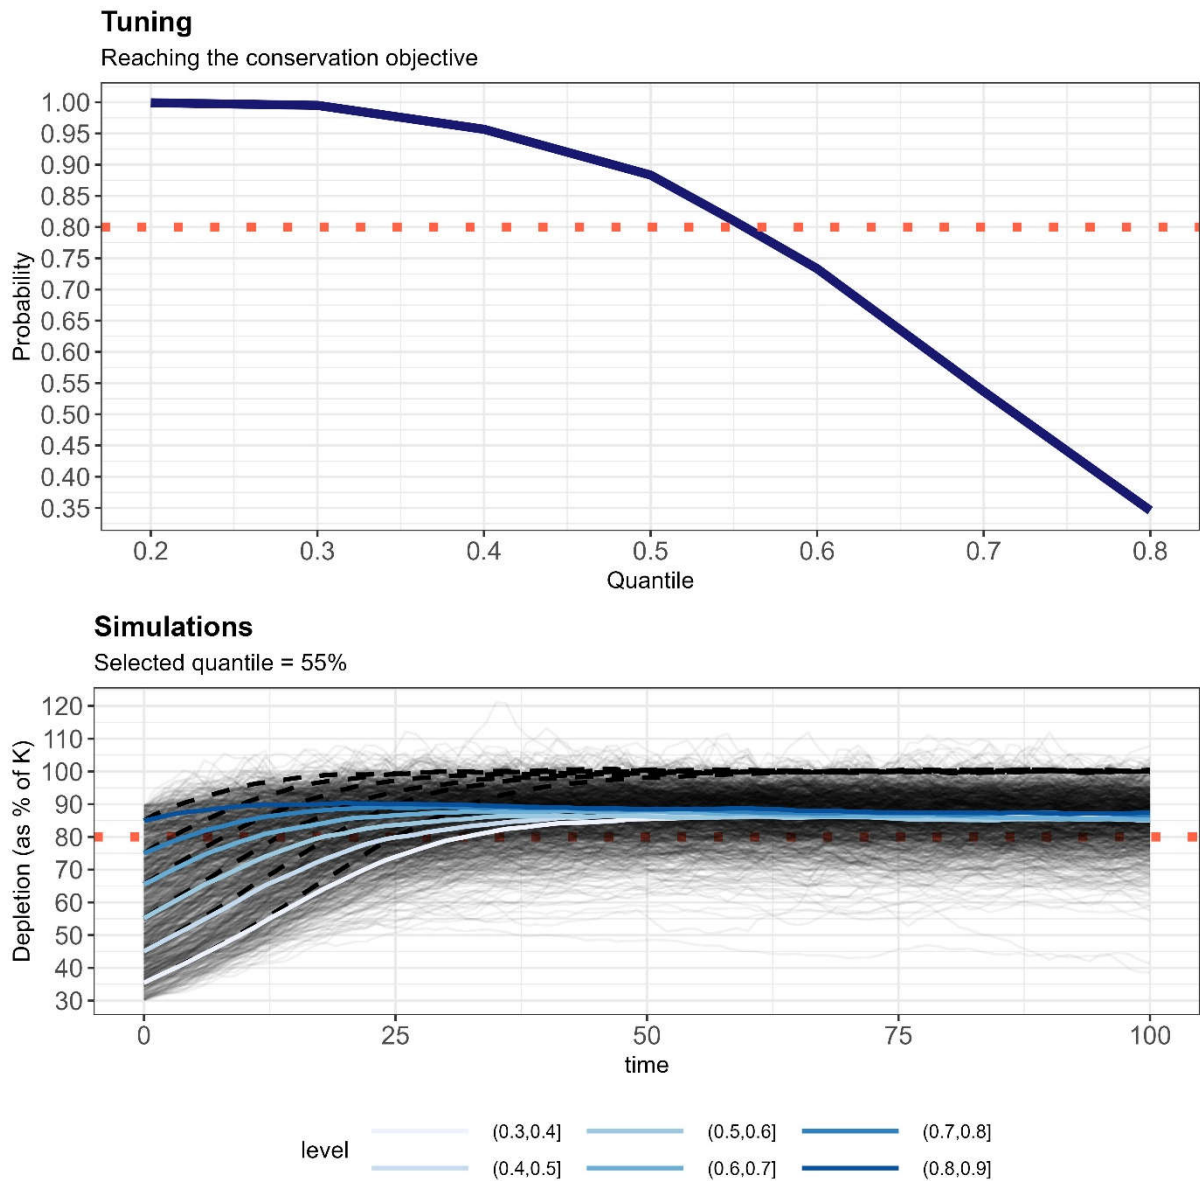 Tuning
Reaching the conservation objective
1.00
0.95
0.90
0.85
0.80
0.75
0.70
0.65
0.60
0.55
0.50
0.45
0.40
0.35
Probability
0.2 0.3 0.4 0.5 0.6 0.7 0.8
Quantile
Simulations
Selected quantile = 55%
120
110
100
90
80
70
60
50
40
30
Depletion (as % of K)
0 25 50 75 100
time
level
(0.3,0.4] (0.5,0.6] (0.7,0.8]
(0.4,0.5] (0.6,0.7] (0.8,0.9]